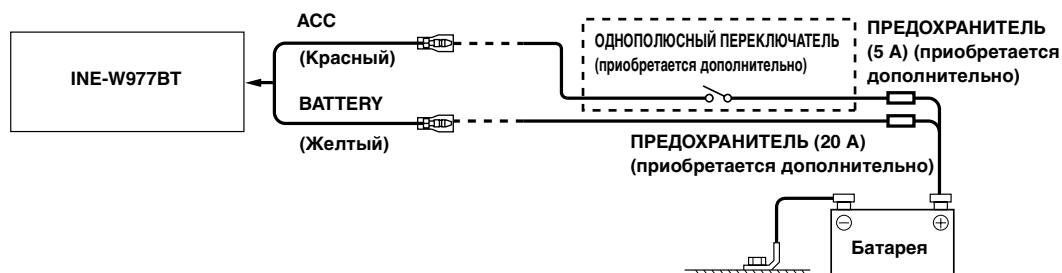 ACC
(Красный)
INE-W977BT
BATTERY
(Желтый)
ОДНОПОЛЮСНЫЙ ПЕРЕКЛЮЧАТЕЛЬ
(приобретается дополнительно)
ПРЕДОХРАНИТЕЛЬ
(5 А) (приобретается
дополнительно)
ПРЕДОХРАНИТЕЛЬ (20 А)
(приобретается дополнительно)
Батарея